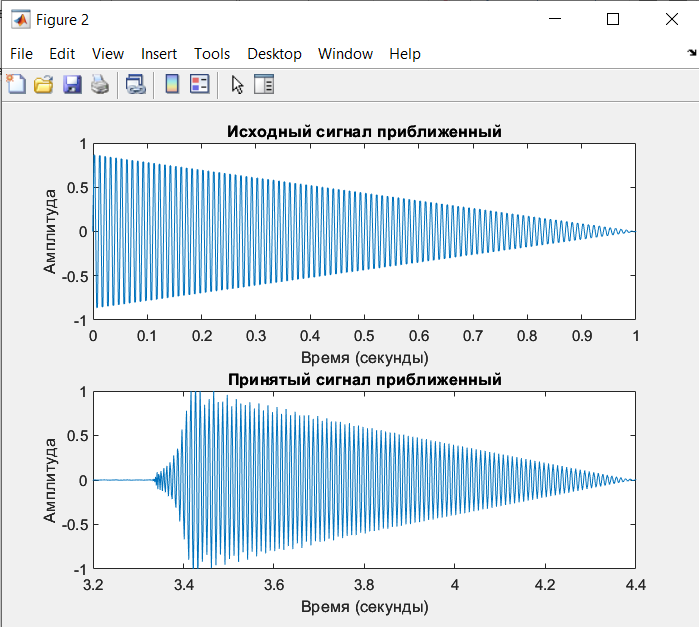 Figure 2
File Edit View Insert Tools Desktop Window Help
Исходный сигнал приближенный
1
0.5
0
-0.5
-1
Амплитуда
0 0.1 0.2 0.3 0.4 0.5 0.6 0.7 0.8 0.9 1
Время (секунды)
Принятый сигнал приближенный
1
0.5
0
-0.5
-1
Амплитуда
3.2 3.4 3.6 3.8 4 4.2 4.4
Время (секунды)